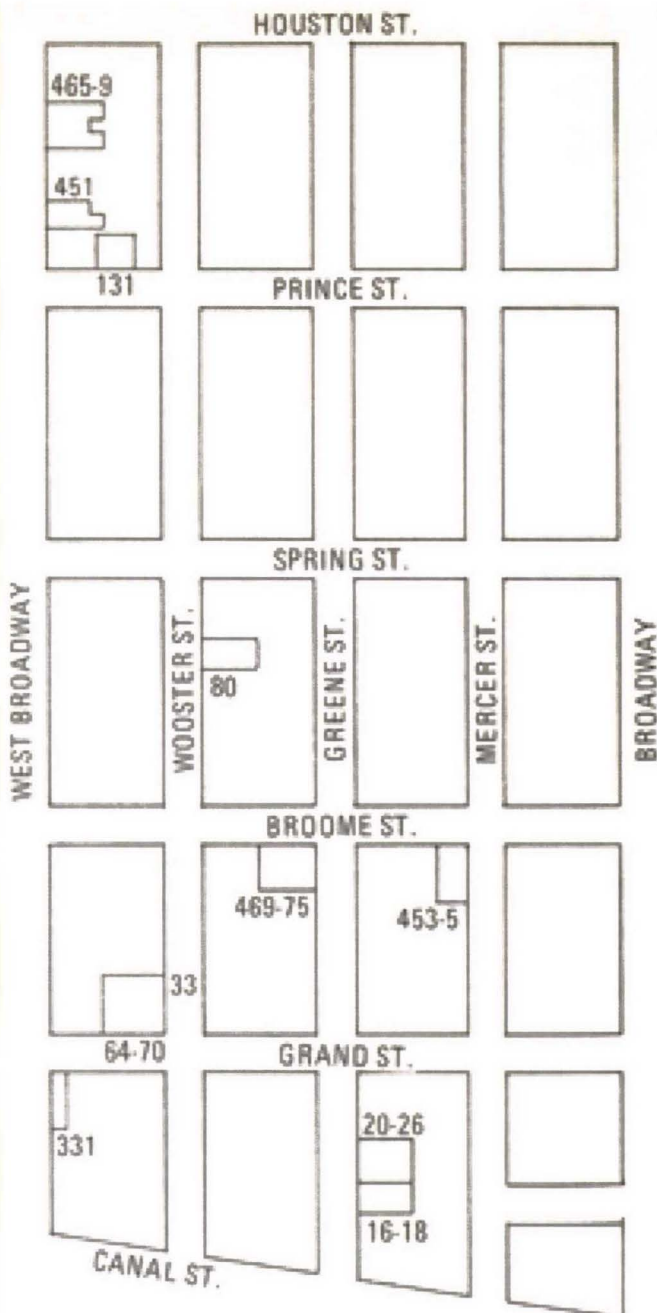 HOUSTON ST.
465-9
451
131
PRINCE ST.
SPRING ST.
WEST BROADWAY
WOOSTER ST.
80
GREENE ST.
MERCER ST.
BROADWAY
BROOME ST.
469-75
453-5
33
64-70
GRAND ST.
331
20-26
16-18
CANAL ST.